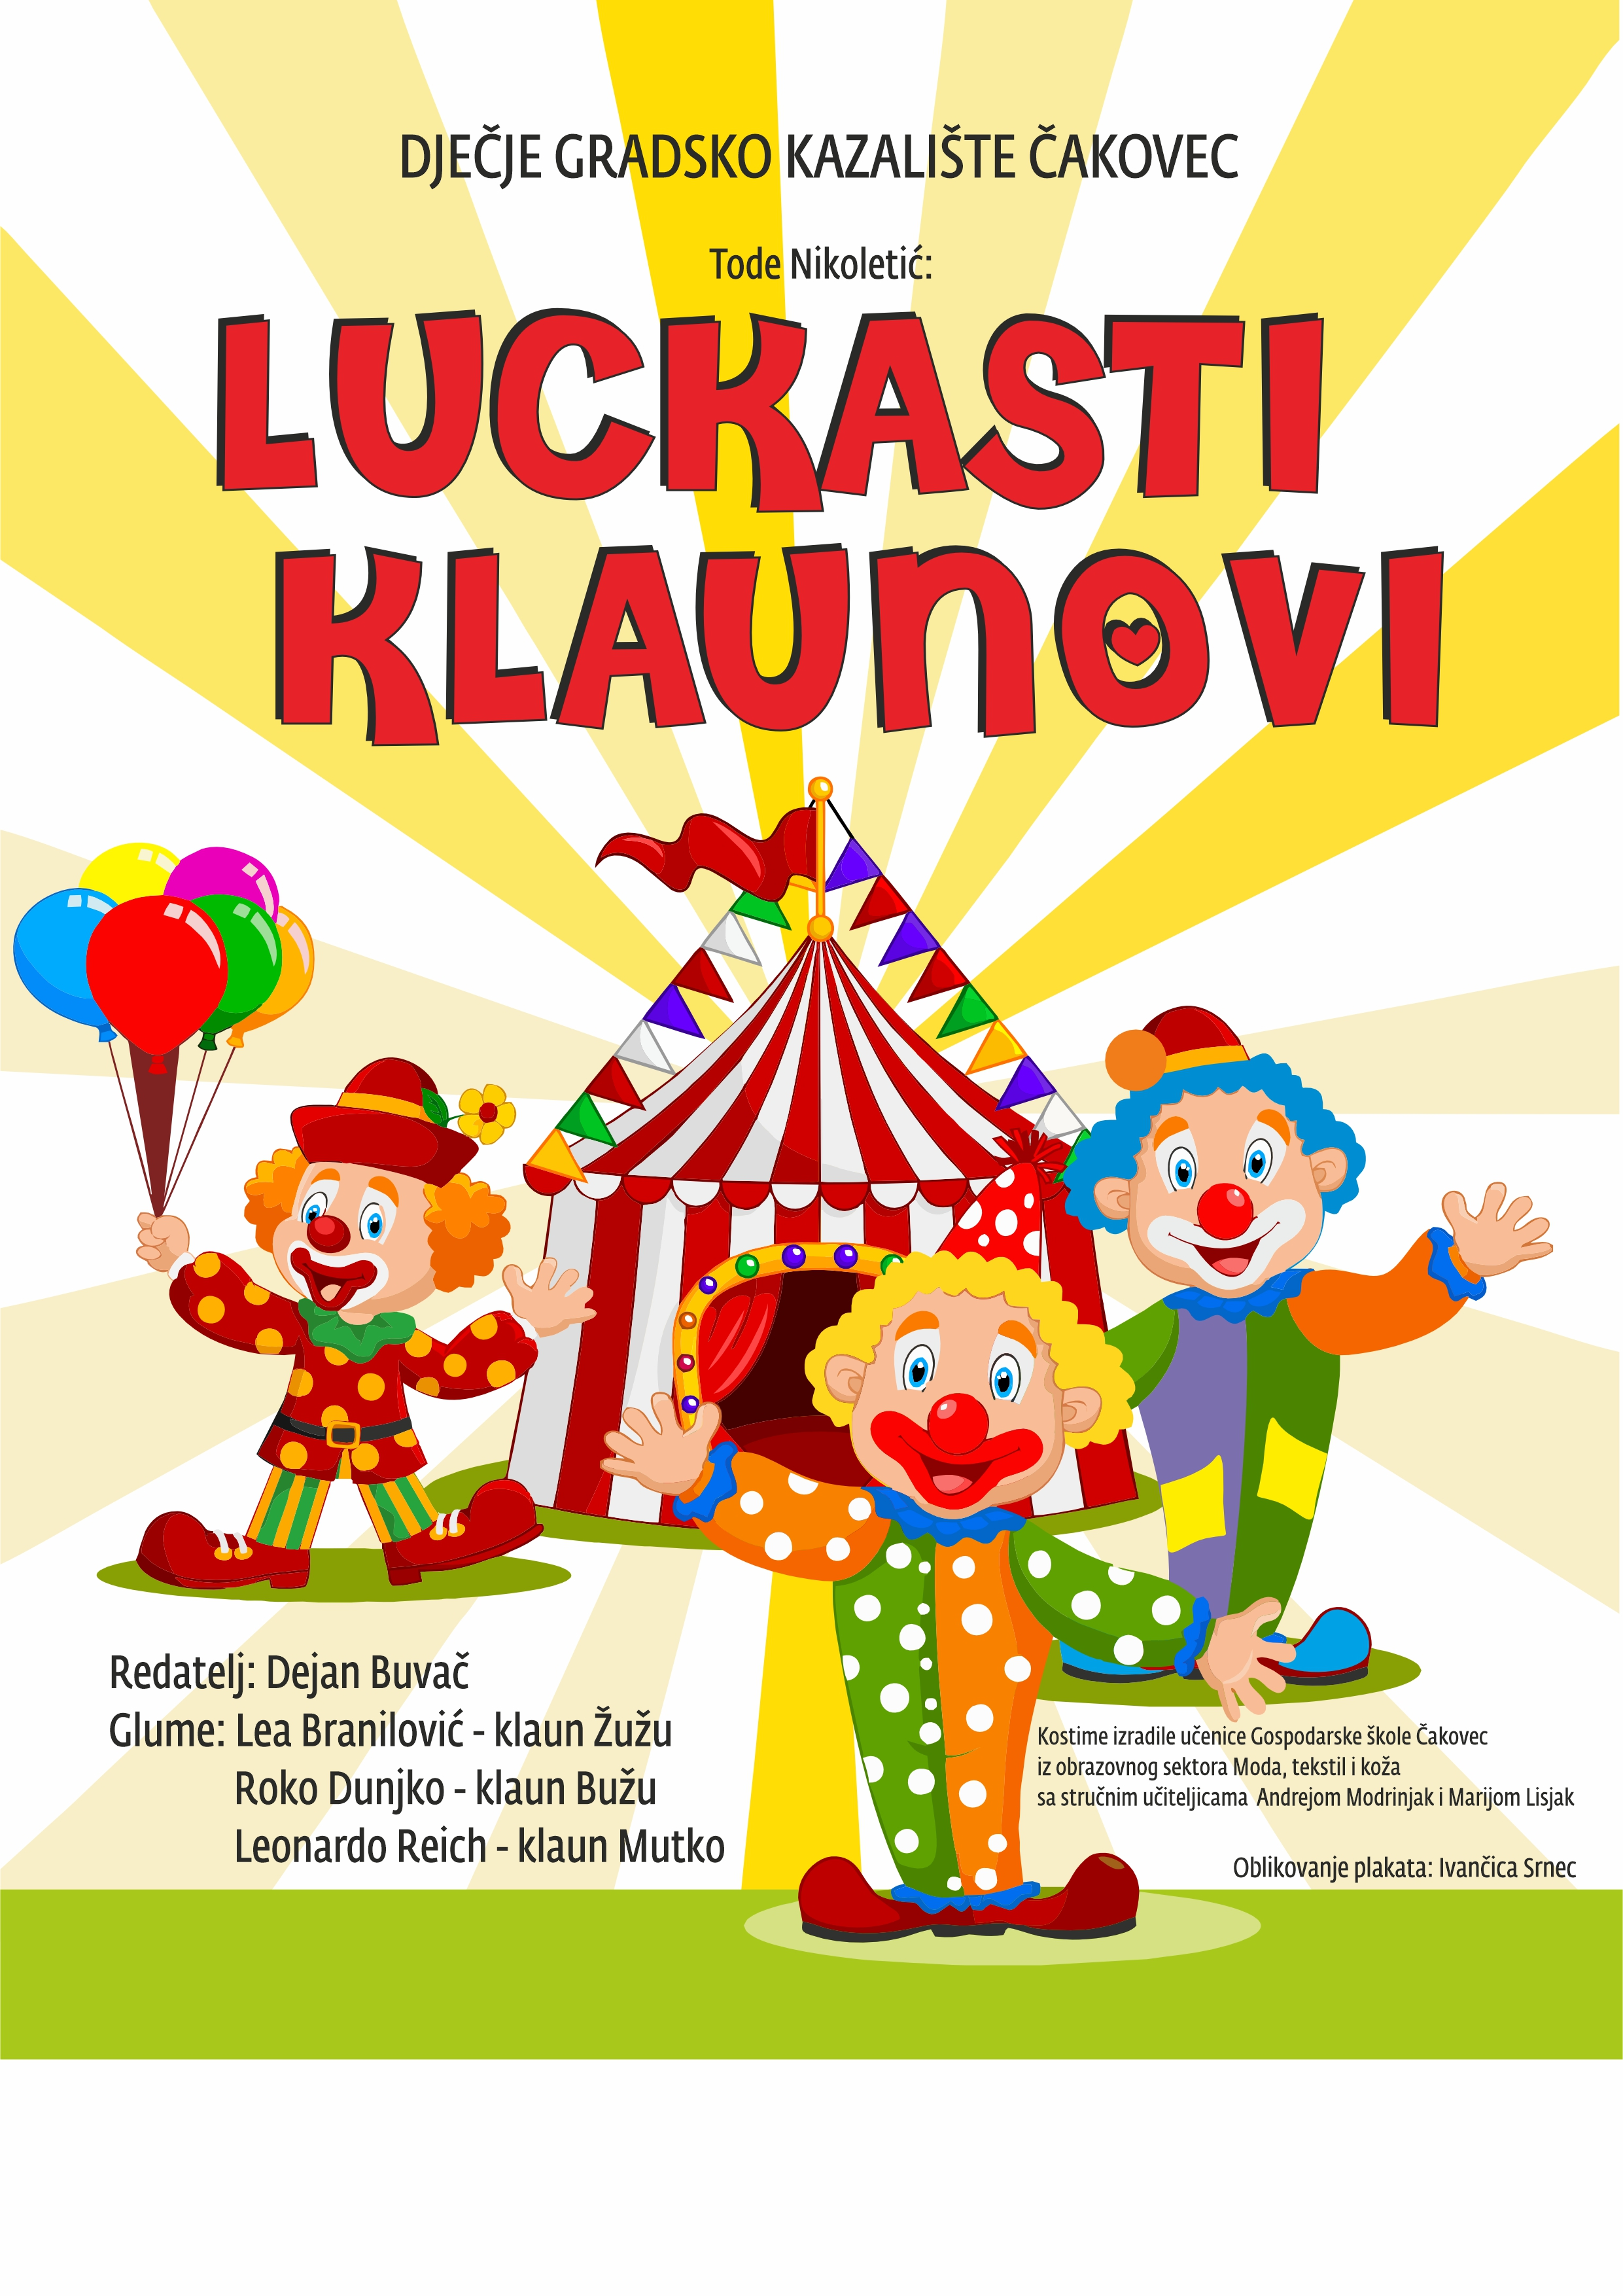 DJEČJE GRADSKO KAZALIŠTE ČAKOVEC
Tode Nikoletić:
LUCKASTI
KLAUNOVI
Redatelj: Dejan Buvač
Glume: Lea Branilović - klaun Žužu
Roko Dunjko - klaun Bužu
Leonardo Reich - klaun Mutko
Kostime izradile učenice Gospodarske škole Čakovec
iz obrazovnog sektora Moda, tekstil i koža
sa stručnim učiteljicama Andrejom Modrinjak i Marijom Lisjak
Oblikovanje plakata: Ivančica Srnec